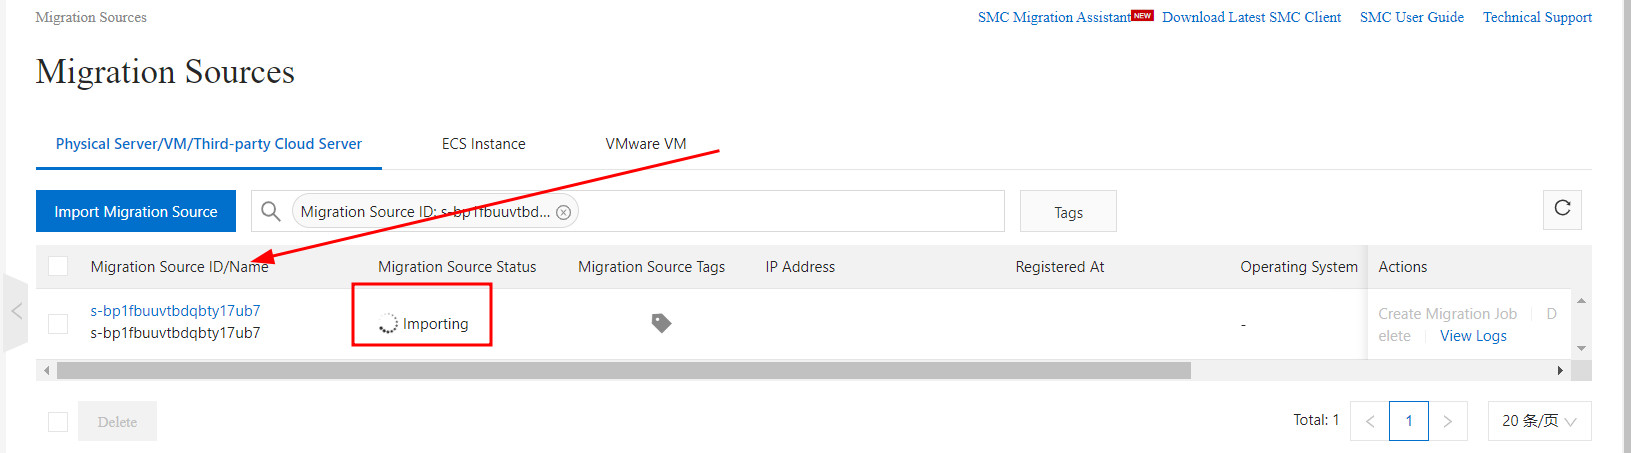 Migration Sources
SMC Migration Assistant NEW Download Latest SMC Client SMC User Guide Technical Support
Migration Sources
Physical Server/VM/Third-party Cloud Server ECS Instance VMware VM
Import Migration Source Migration Source ID: s-bp1fbuuvtbd... Tags
Migration Source ID/Name Migration Source Status Migration Source Tags IP Address Registered At Operating System Actions
s-bp1fbuuvtbdqbty17ub7
s-bp1fbuuvtbdqbty17ub7
Importing
-
Create Migration Job D
elete View Logs
Delete Total: 1 < 1 > 20 条/页